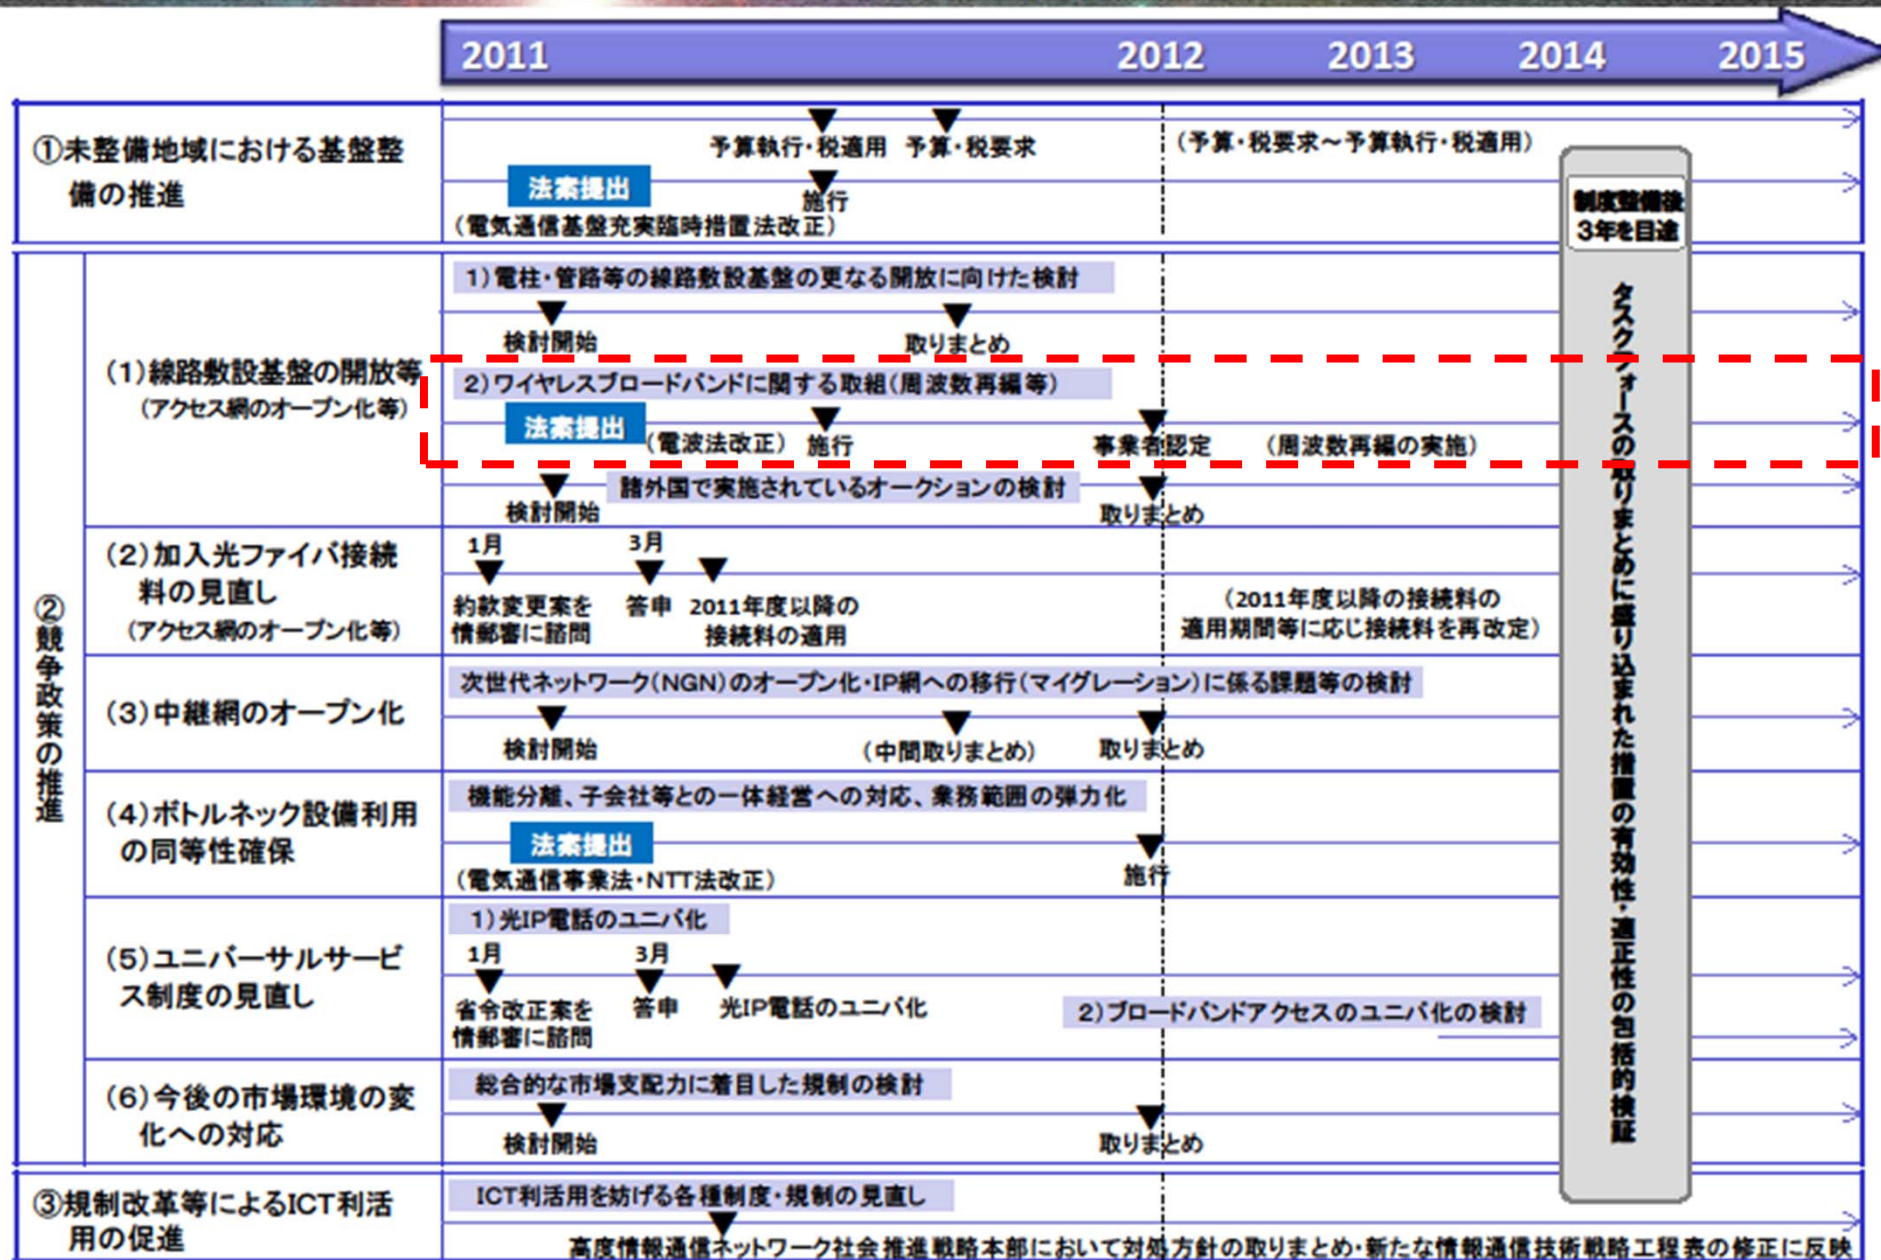 2011 2012 2013 2014 2015
①未整備地域における基盤整
備の推進
予算執行・税適用 予算・税要求
(予算・税要求～予算執行・税適用)
法案提出
施行
(電気通信基盤充実臨時措置法改正)
②競争政策の推進
(1)線路敷設基盤の開放等
(アクセス網のオープン化等)
1)電柱・管路等の線路敷設基盤の更なる開放に向けた検討
検討開始 取りまとめ
2)ワイヤレスブロードバンドに関する取組(周波数再編等)
法案提出
(電波法改正) 施行 事業者認定 (周波数再編の実施)
諸外国で実施されているオークションの検討
検討開始 取りまとめ
(2)加入光ファイバ接続
料の見直し
(アクセス網のオープン化等)
1月 3月
約款変更案を
情郵審に諮問
答申
2011年度以降の
接続料の適用
(2011年度以降の接続料の
適用期間等に応じ接続料を再改定)
(3)中継網のオープン化
次世代ネットワーク(NGN)のオープン化・IP網への移行(マイグレーション)に係る課題等の検討
検討開始 (中間取りまとめ) 取りまとめ
(4)ボトルネック設備利用
の同等性確保
機能分離、子会社等との一体経営への対応、業務範囲の弾力化
法案提出
(電気通信事業法・NTT法改正)
施行
(5)ユニバーサルサービ
ス制度の見直し
1)光IP電話のユニバ化
1月 3月
省令改正案を
情郵審に諮問
答申 光IP電話のユニバ化
2)ブロードバンドアクセスのユニバ化の検討
(6)今後の市場環境の変
化への対応
総合的な市場支配力に着目した規制の検討
検討開始 取りまとめ
③規制改革等によるICT利活
用の促進
ICT利活用を妨げる各種制度・規制の見直し
高度情報通信ネットワーク社会推進戦略本部において対処方針の取りまとめ・新たな情報通信技術戦略工程表の修正に反映
制度整備後
3年を目途
タスクフォースの取りまとめに盛り込まれた措置の有効性・適正性の包括的検証